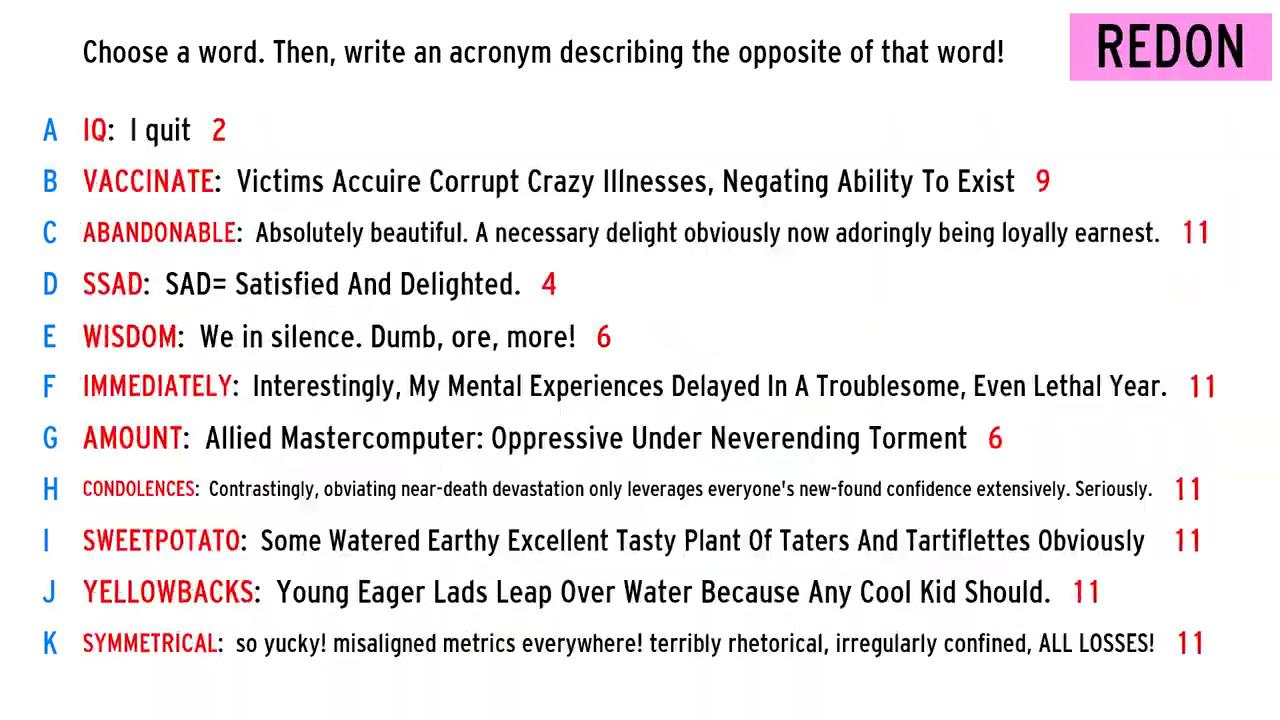 Choose a word. Then, write an acronym describing the opposite of that word!
REDON
A IQ: I quit 2
B VACCINATE: Victims Accuire Corrupt Crazy Illnesses, Negating Ability To Exist 9
C ABANDONABLE: Absolutely beautiful. A necessary delight obviously now adoringly being loyally earnest. 11
D SSAD: SAD= Satisfied And Delighted. 4
E WISDOM: We in silence. Dumb, ore, more! 6
F IMMEDIATELY: Interestingly, My Mental Experiences Delayed In A Troublesome, Even Lethal Year. 11
G AMOUNT: Allied Mastercomputer: Oppressive Under Neverending Torment 6
H CONDOLENCES: Contrastingly, obviating near-death devastation only leverages everyone's new-found confidence extensively. Seriously. 11
I SWEETPOTATO: Some Watered Earthy Excellent Tasty Plant Of Taters And Tartiflettes Obviously 11
J YELLOWBACKS: Young Eager Lads Leap Over Water Because Any Cool Kid Should. 11
K SYMMETRICAL: so yucky! misaligned metrics everywhere! terribly rhetorical, irregularly confined, ALL LOSSES! 11